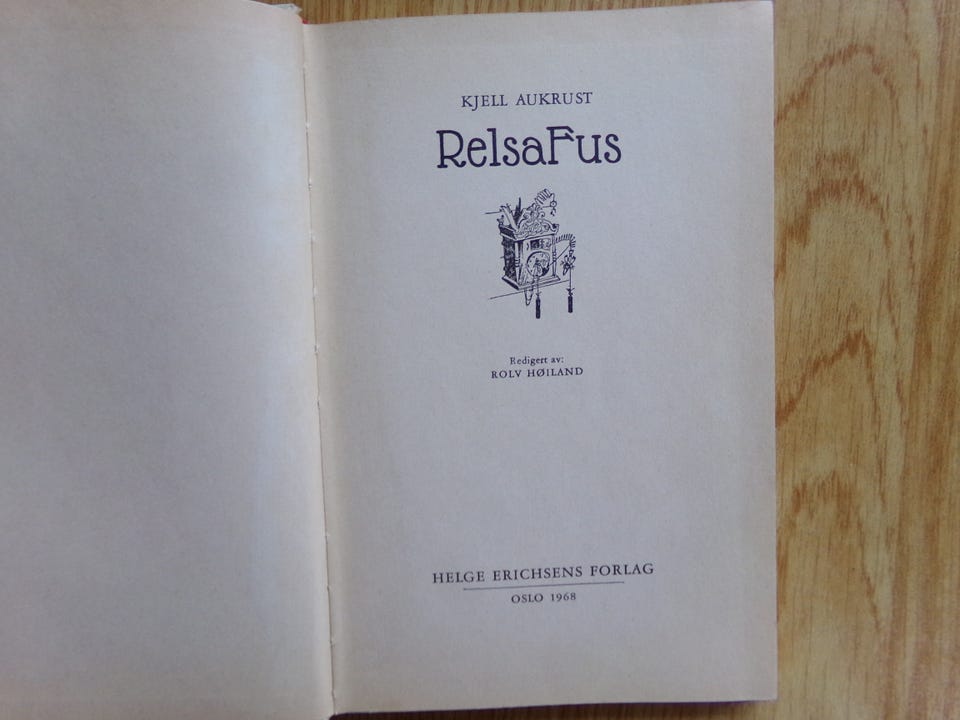 KJELL AUKRUST
RelsaFus
Redigert av:
ROLV HØILAND
HELGE ERICHSENS FORLAG
OSLO 1968